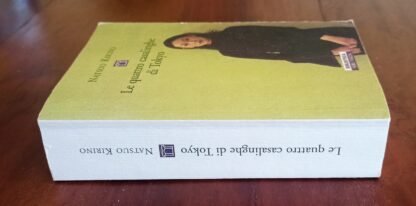 Natsuo Kirino
Le quattro casalinghe
di Tokyo
Natsuo Kirino Le quattro casalinghe di Tokyo